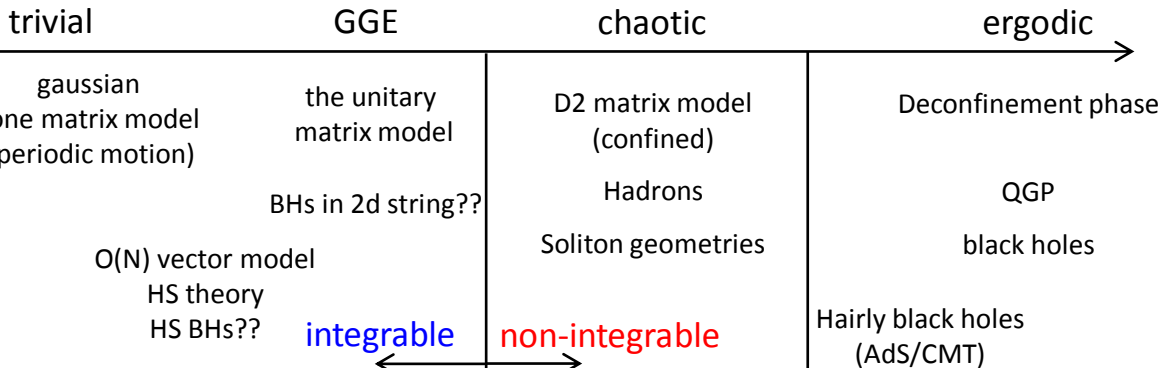 trivial GGE chaotic ergodic
gaussian
one matrix model
periodic motion)
the unitary
matrix model
D2 matrix model
(confined)
Deconfinement phase
BHs in 2d string??
Hadrons
QGP
Soliton geometries
black holes
O(N) vector model
HS theory
HS BHs??
integrable non-integrable
Hairly black holes
(AdS/CMT)